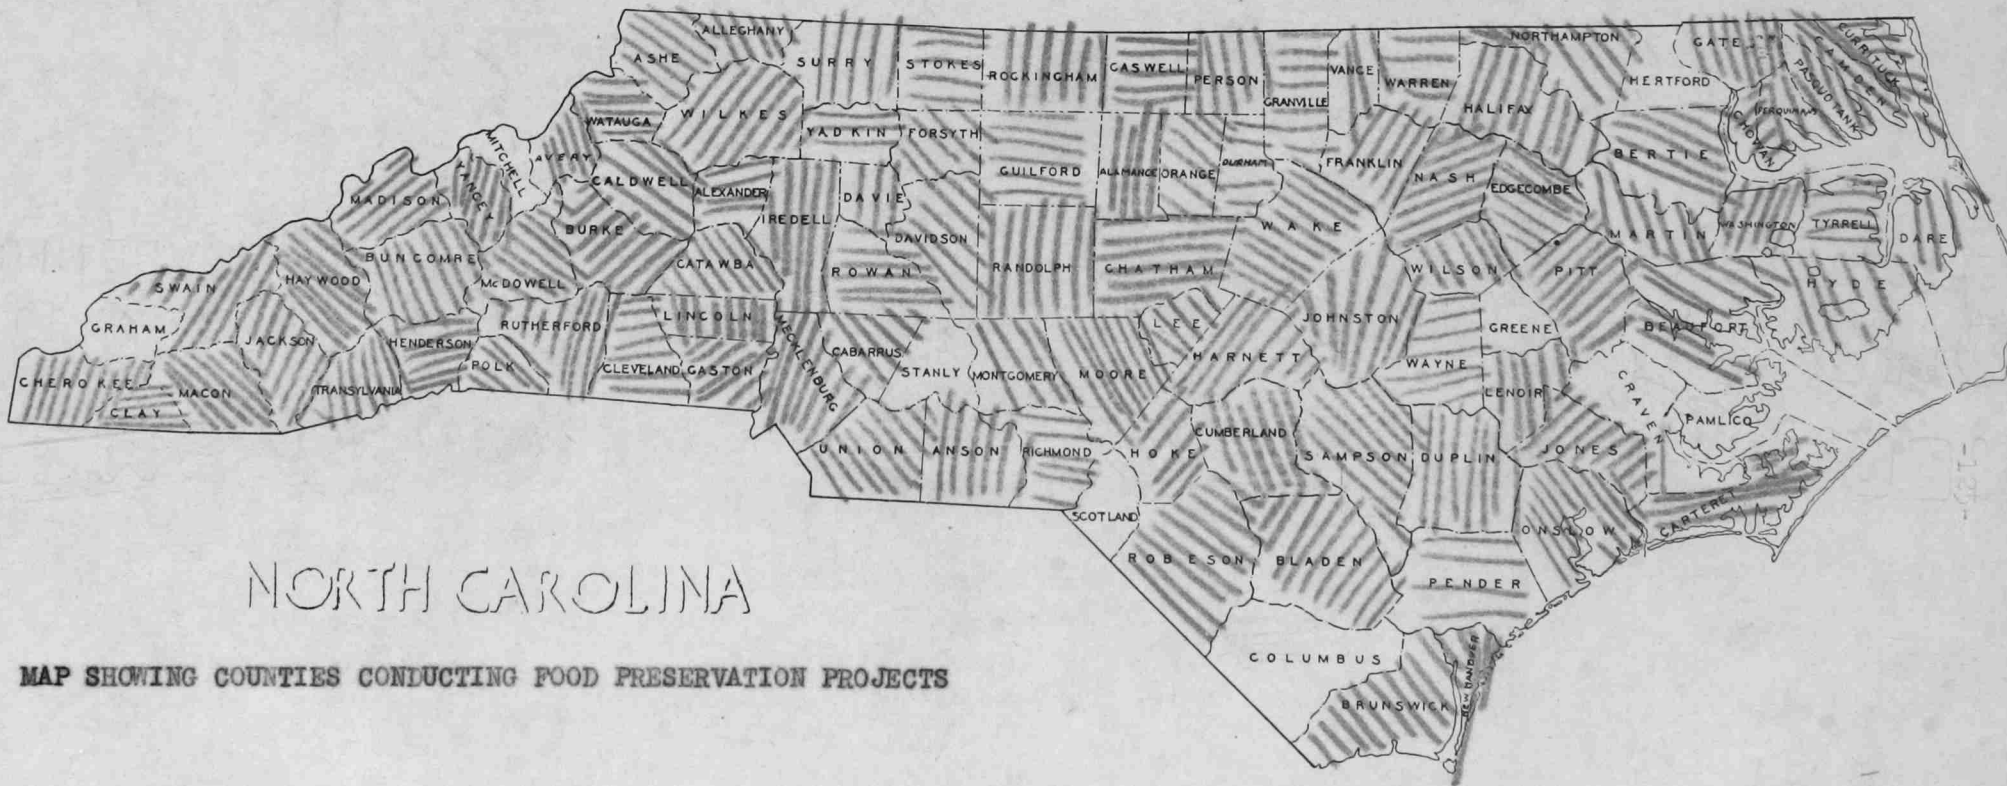 ALLEGHANY
ASHE
SURRY
STOKES
ROCKINGHAM
CASWELL
PERSON
GRANVILLE
VANCE
WARREN
NORTHAMPTON
HERTFORD
GATE
CURRITUCK
CAMDEN
PASQUOTANK
PERQUIMANS
CHOWAN
HALIFAX
BERTIE
WATAUGA
WILKES
YADKIN
FORSYTH
GUILFORD
ALAMANCE
ORANGE
DURHAM
FRANKLIN
NASH
EDGECOMBE
MITCHELL
AVERY
YANCEY
MADISON
CALDWELL
ALEXANDER
IREDELL
DAVIE
DAVIDSON
RANDOLPH
CHATHAM
WAKE
WILSON
PITT
MARTIN
WASHINGTON
TYRRELL
DARE
HYDE
BEAUFORT
SWAIN
HAYWOOD
BUNCOMBE
McDOWELL
BURKE
CATAWBA
ROWAN
GRAHAM
JACKSON
HENDERSON
RUTHERFORD
LINCOLN
MECKLENBURG
CABARRUS
STANLY
MONTGOMERY
MOORE
LEE
HARNETT
JOHNSTON
WAYNE
GREENE
LENOIR
CRAVEN
PAMLICO
CHEROKEE
CLAY
MACON
TRANSYLVANIA
POLK
CLEVELAND
GASTON
UNION
ANSON
RICHMOND
HOKE
CUMBERLAND
SAMPSON
DUPLIN
JONES
SCOTLAND
ROBESON
BLADEN
PENDER
ONSLOW
CARTERET
COLUMBUS
BRUNSWICK
NEW HANOVER
NORTH CAROLINA
MAP SHOWING COUNTIES CONDUCTING FOOD PRESERVATION PROJECTS